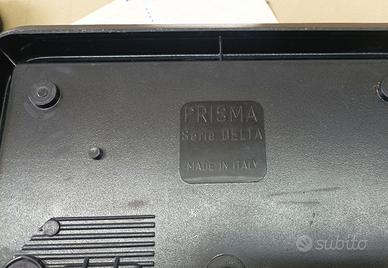 PRISMA
Serie DELTA
MADE IN ITALY
subito